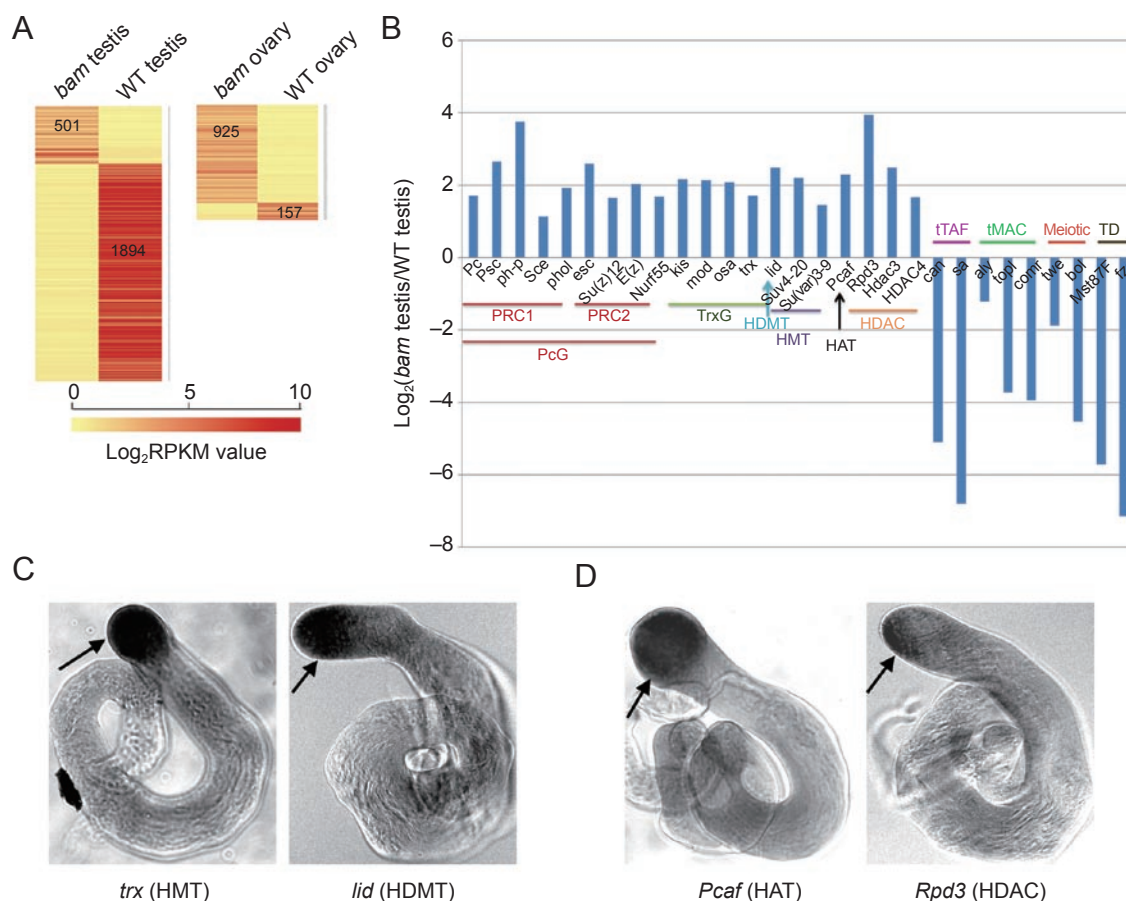 A
bam testis
WT testis
bam ovary
WT ovary
501
1894
925
157
0 5 10
Log2RPKM value
B
Log2(bam testis/WT testis)
6
4
2
0
−2
−4
−6
−8
Pc
Psc
ph-p
Sce
phol
esc
Su(z)12
E(z)
Nurf55
kis
mod
osa
trx
lid
Suv4-20
Su(var)3-9
Pcaf
Rpd3
Hdac3
HDAC4
can
sa
aly
topl
comr
twe
bol
Mst87F
fz
tTAF
tMAC
Meiotic
TD
PRC1
PRC2
TrxG
HDMT
HMT
HAT
HDAC
PcG
C
trx (HMT)
lid (HDMT)
D
Pcaf (HAT)
Rpd3 (HDAC)